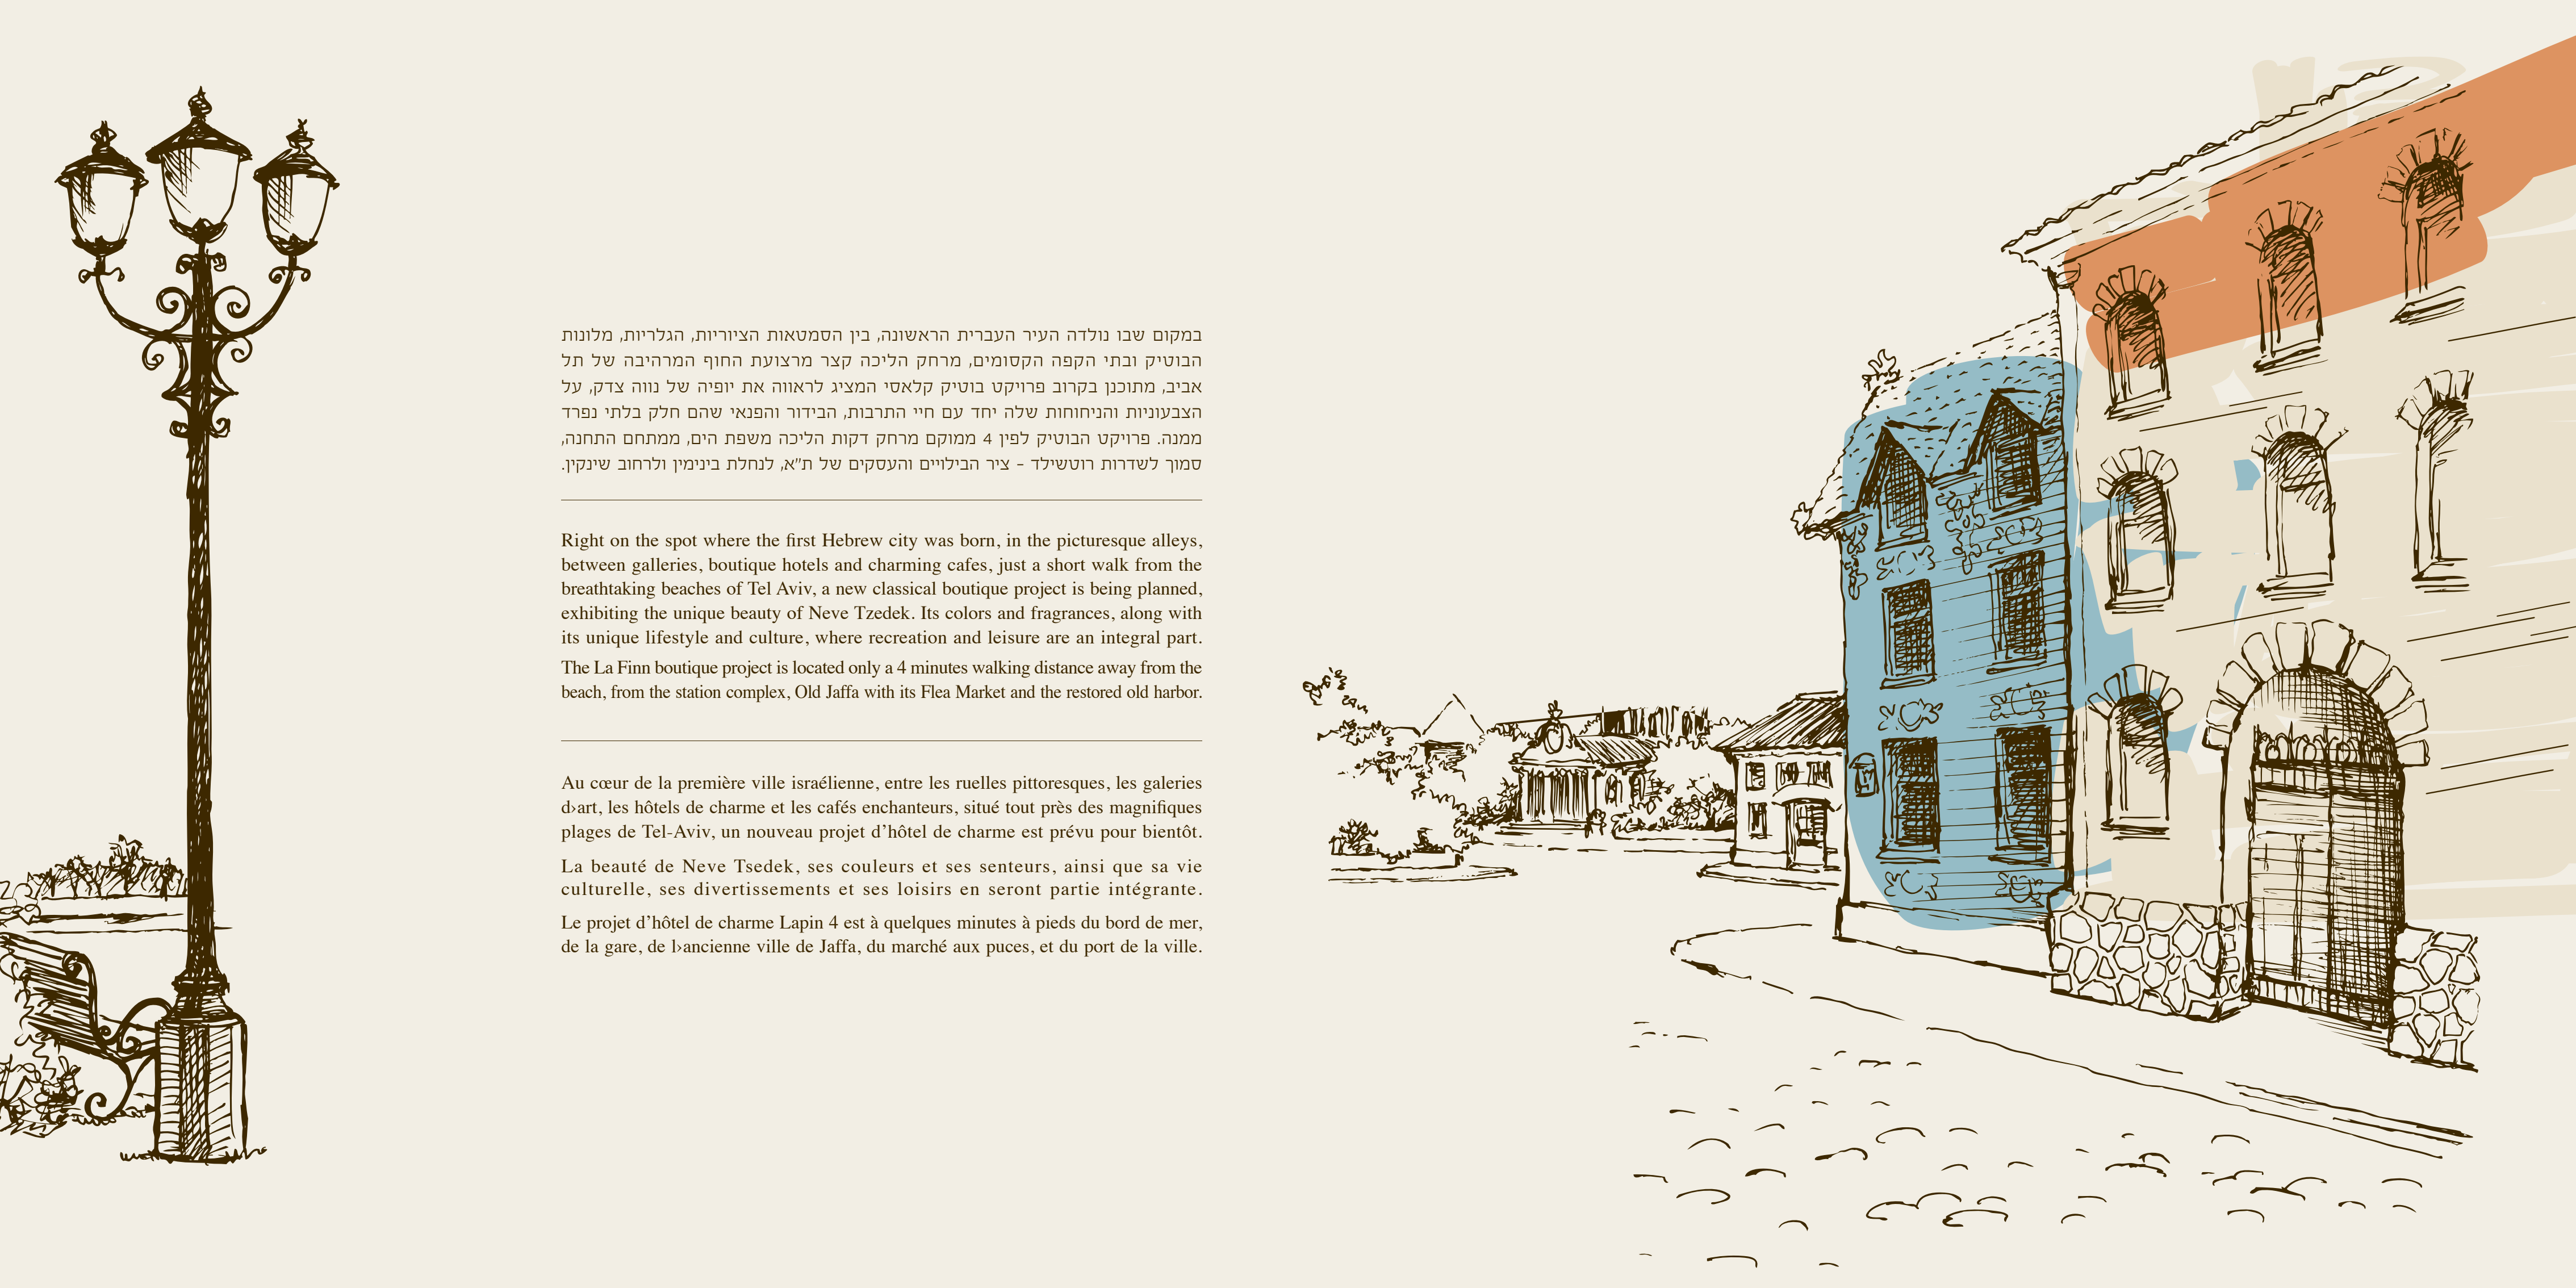 במקום שבו נולדה העיר העברית הראשונה, בין הסמטאות הציוריות, הגלריות, מלונות
הבוטיק ובתי הקפה הקסומים, מרחק הליכה קצר מרצועת החוף המרהיבה של תל
אביב, מתוכנן בקרוב פרויקט בוטיק קלאסי המציג לראווה את יופיה של נווה צדק, על
הצבעוניות והניחוחות שלה יחד עם חיי התרבות, הבידור והפנאי שהם חלק בלתי נפרד
ממנה. פרויקט הבוטיק לפין 4 ממוקם מרחק דקות הליכה משפת הים, ממתחם התחנה,
סמוך לשדרות רוטשילד - ציר הבילויים והעסקים של ת"א, לנחלת בינימין ולרחוב שינקין.
Right on the spot where the first Hebrew city was born, in the picturesque alleys,
between galleries, boutique hotels and charming cafes, just a short walk from the
breathtaking beaches of Tel Aviv, a new classical boutique project is being planned,
exhibiting the unique beauty of Neve Tzedek. Its colors and fragrances, along with
its unique lifestyle and culture, where recreation and leisure are an integral part.
The La Finn boutique project is located only a 4 minutes walking distance away from the
beach, from the station complex, Old Jaffa with its Flea Market and the restored old harbor.
Au cœur de la première ville israélienne, entre les ruelles pittoresques, les galeries
d›art, les hôtels de charme et les cafés enchanteurs, situé tout près des magnifiques
plages de Tel-Aviv, un nouveau projet d’hôtel de charme est prévu pour bientôt.
La beauté de Neve Tsedek, ses couleurs et ses senteurs, ainsi que sa vie
culturelle, ses divertissements et ses loisirs en seront partie intégrante.
Le projet d’hôtel de charme Lapin 4 est à quelques minutes à pieds du bord de mer,
de la gare, de l›ancienne ville de Jaffa, du marché aux puces, et du port de la ville.